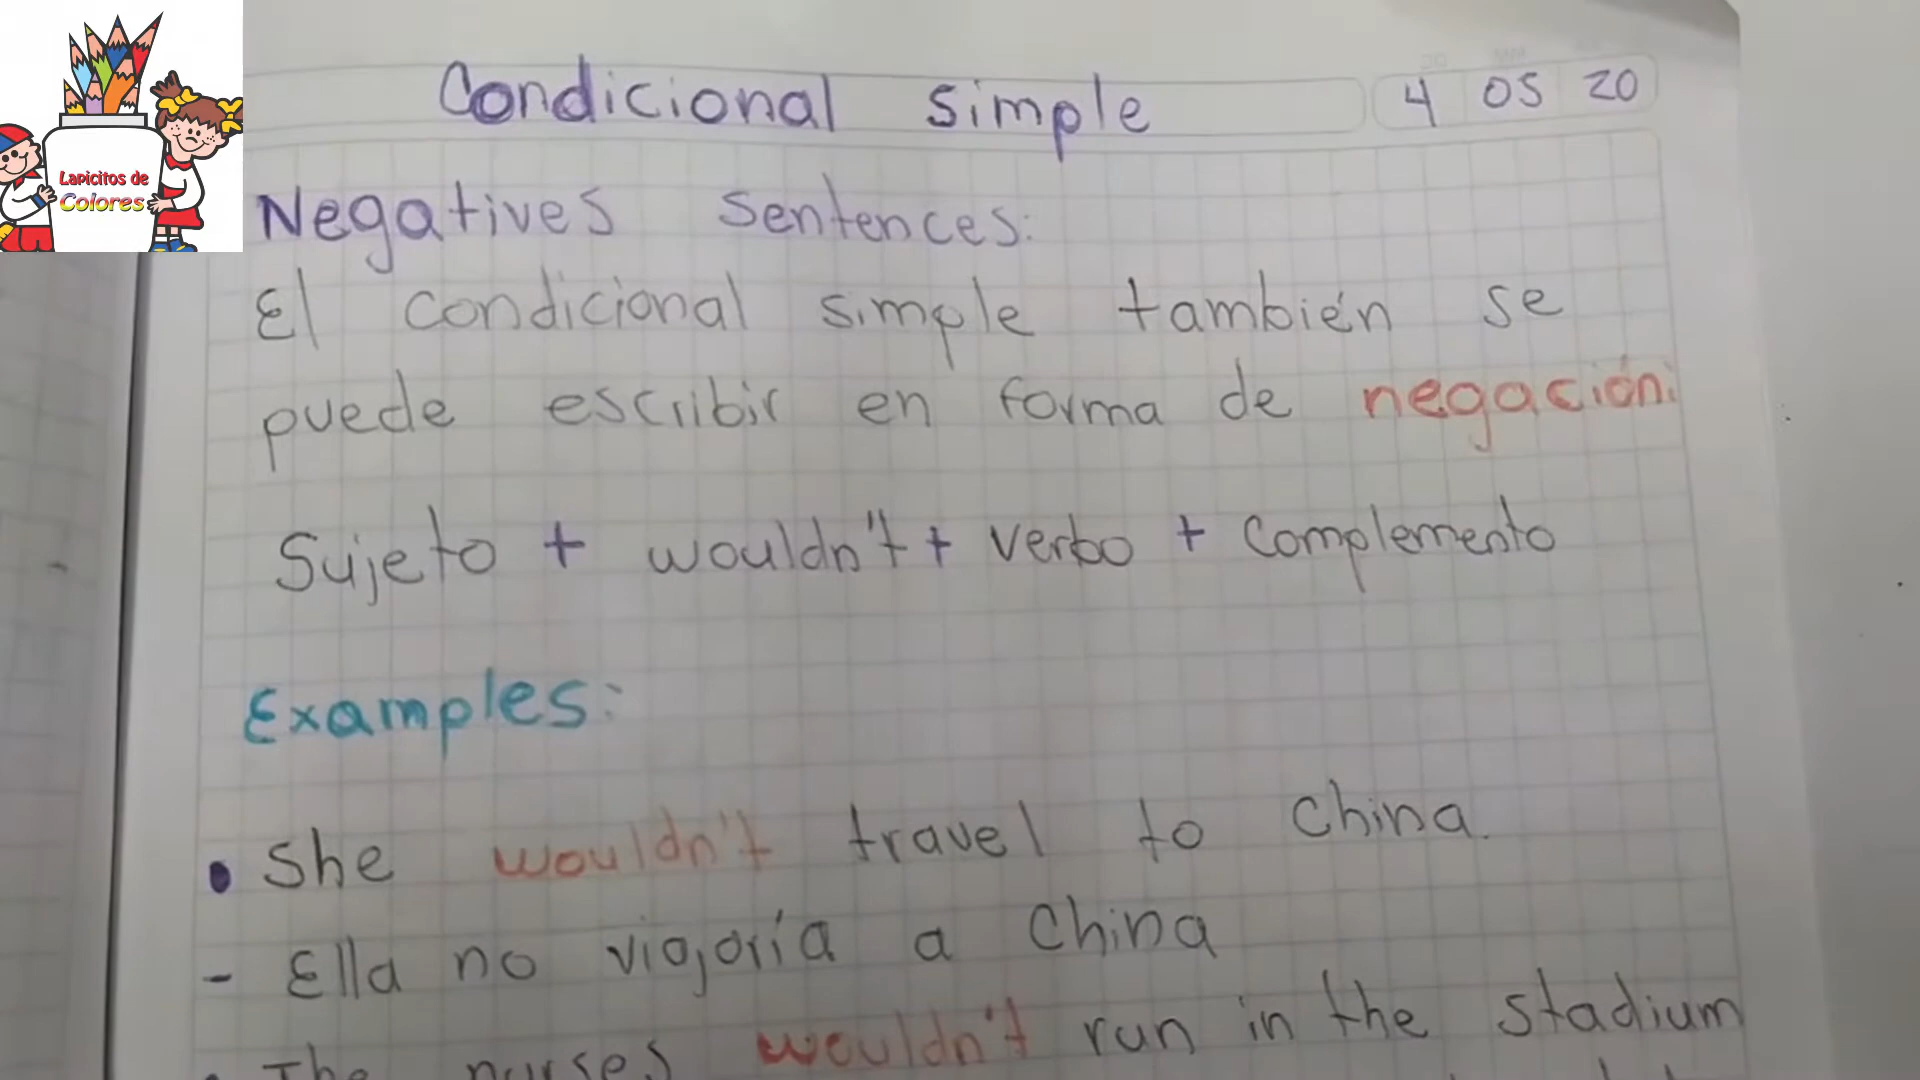 Lapicitos de
Colores
Condicional simple 4 05 20
Negatives sentences:
El condicional simple también se
puede escribir en forma de negación:
Sujeto + wouldn't + verbo + complemento
Examples:
• She wouldn't travel to China.
- Ella no viajaría a China
• The nurses wouldn't run in the stadium